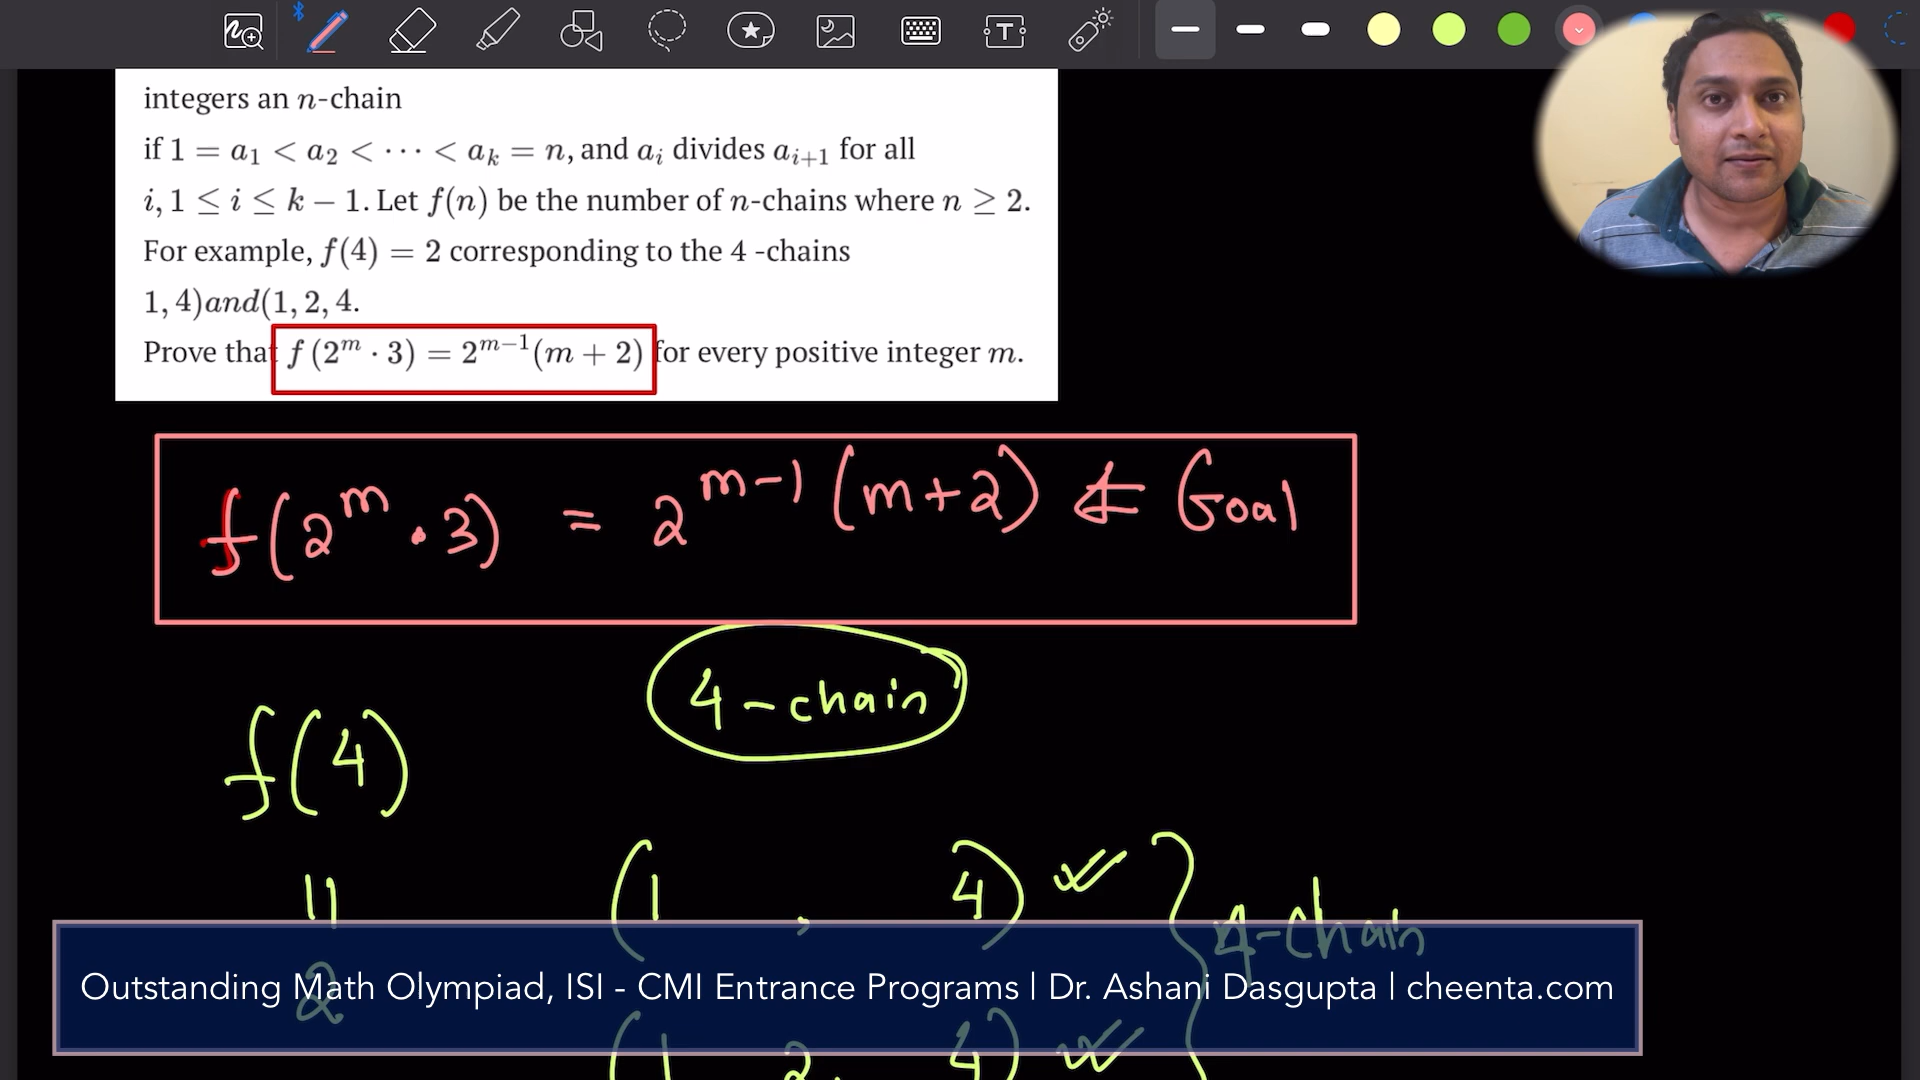 integers an n-chain
if 1 = a₁ < a₂ < ⋯ < aₖ = n, and aᵢ divides aᵢ₊₁ for all
i, 1 ≤ i ≤ k − 1. Let f(n) be the number of n-chains where n ≥ 2.
For example, f(4) = 2 corresponding to the 4 -chains
1, 4)and(1, 2, 4.
Prove that f (2ᵐ · 3) = 2ᵐ⁻¹(m + 2) for every positive integer m.
f(2ᵐ · 3) = 2ᵐ⁻¹ (m+2) ⇐ Goal
4-chain
f(4)
(1 , 4) ✓
4-chain
Outstanding Math Olympiad, ISI - CMI Entrance Programs | Dr. Ashani Dasgupta | cheenta.com
2
(1 2, 4) ✓